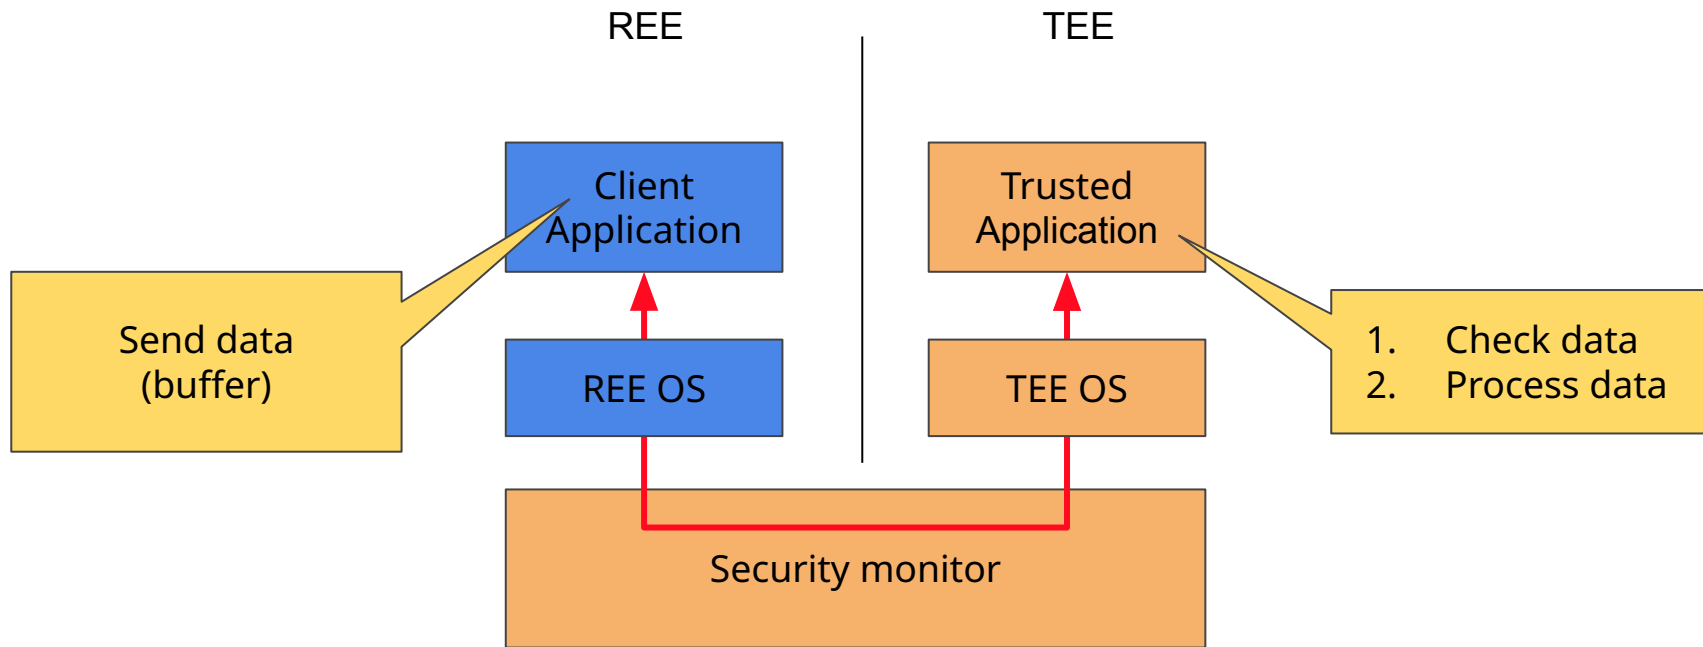 REE
TEE
Client
Application
Trusted
Application
Send data
(buffer)
1. Check data
2. Process data
REE OS
TEE OS
Security monitor